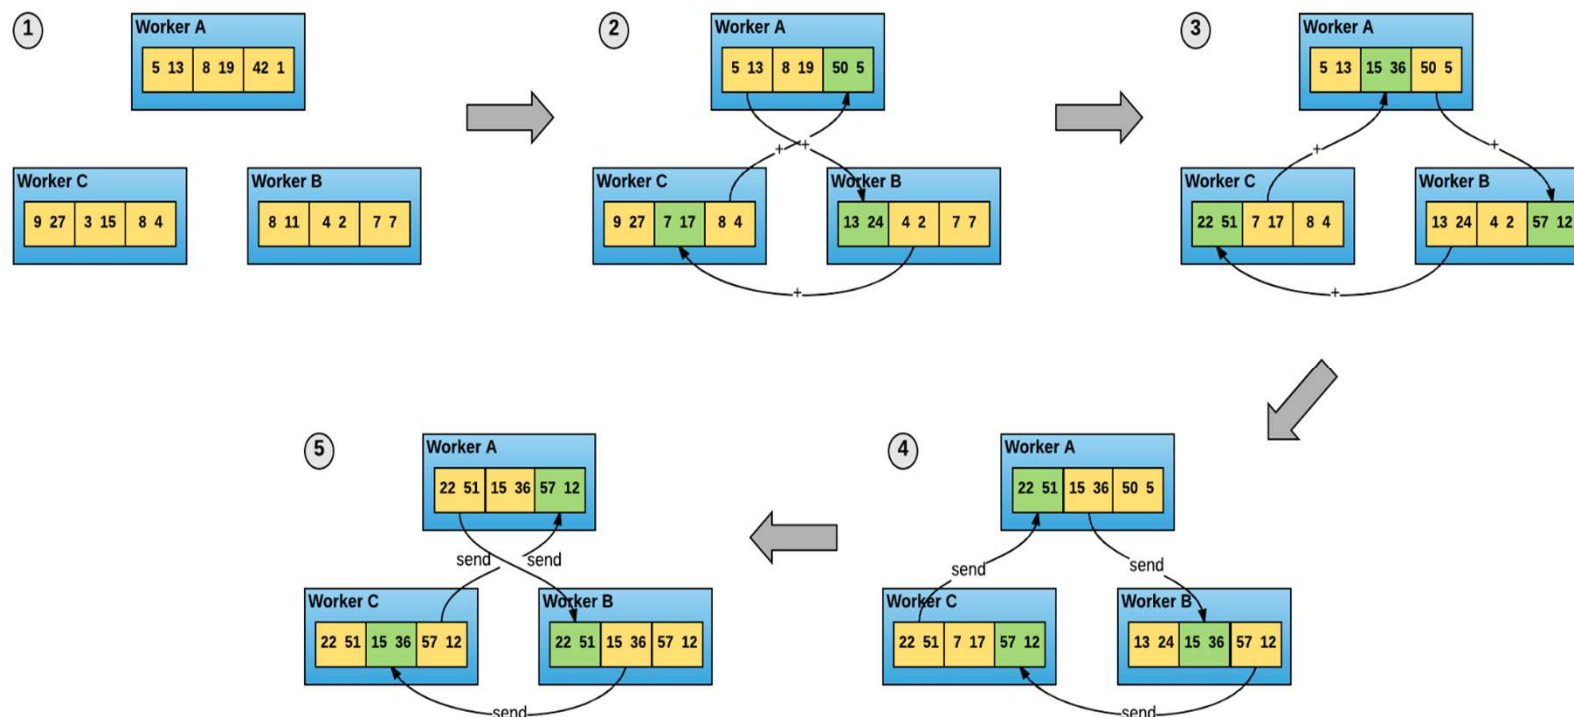 1
Worker A
5 13 8 19 42 1
Worker C
9 27 3 15 8 4
Worker B
8 11 4 2 7 7
2
Worker A
5 13 8 19 50 5
+ +
Worker C
9 27 7 17 8 4
Worker B
13 24 4 2 7 7
+
3
Worker A
5 13 15 36 50 5
+ +
Worker C
22 51 7 17 8 4
Worker B
13 24 4 2 57 12
+
4
Worker A
22 51 15 36 50 5
send send
Worker C
22 51 7 17 57 12
Worker B
13 24 15 36 57 12
send
5
Worker A
22 51 15 36 57 12
send send
Worker C
22 51 15 36 57 12
Worker B
22 51 15 36 57 12
send